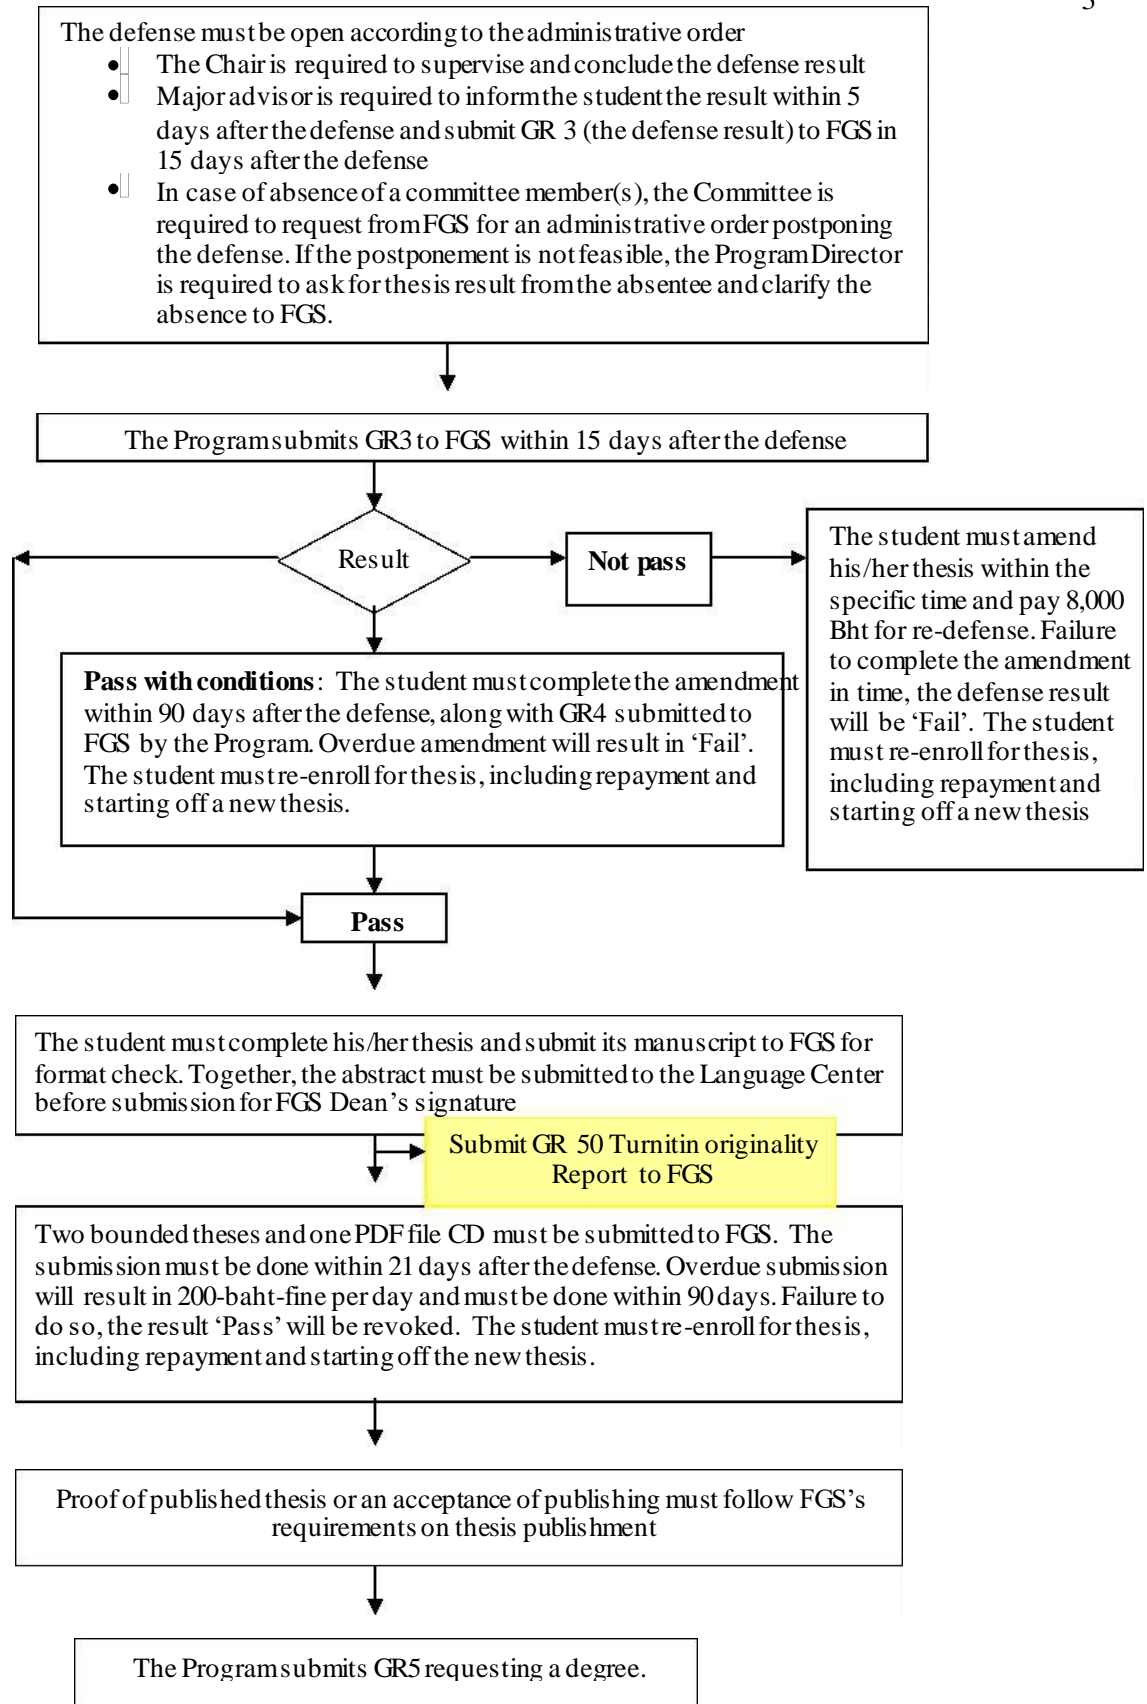 The defense must be open according to the administrative order
• The Chair is required to supervise and conclude the defense result
• Major advisor is required to inform the student the result within 5
days after the defense and submit GR 3 (the defense result) to FGS in
15 days after the defense
• In case of absence of a committee member(s), the Committee is
required to request from FGS for an administrative order postponing
the defense. If the postponement is not feasible, the Program Director
is required to ask for thesis result from the absentee and clarify the
absence to FGS.
The Program submits GR3 to FGS within 15 days after the defense
Result
Not pass
The student must amend
his/her thesis within the
specific time and pay 8,000
Bht for re-defense. Failure
to complete the amendment
in time, the defense result
will be ‘Fail’. The student
must re-enroll for thesis,
including repayment and
starting off a new thesis
Pass with conditions: The student must complete the amendment
within 90 days after the defense, along with GR4 submitted to
FGS by the Program. Overdue amendment will result in ‘Fail’.
The student must re-enroll for thesis, including repayment and
starting off a new thesis.
Pass
The student must complete his/her thesis and submit its manuscript to FGS for
format check. Together, the abstract must be submitted to the Language Center
before submission for FGS Dean’s signature
Submit GR 50 Turnitin originality
Report to FGS
Two bounded theses and one PDF file CD must be submitted to FGS. The
submission must be done within 21 days after the defense. Overdue submission
will result in 200-baht-fine per day and must be done within 90 days. Failure to
do so, the result ‘Pass’ will be revoked. The student must re-enroll for thesis,
including repayment and starting off the new thesis.
Proof of published thesis or an acceptance of publishing must follow FGS’s
requirements on thesis publishment
The Program submits GR5 requesting a degree.